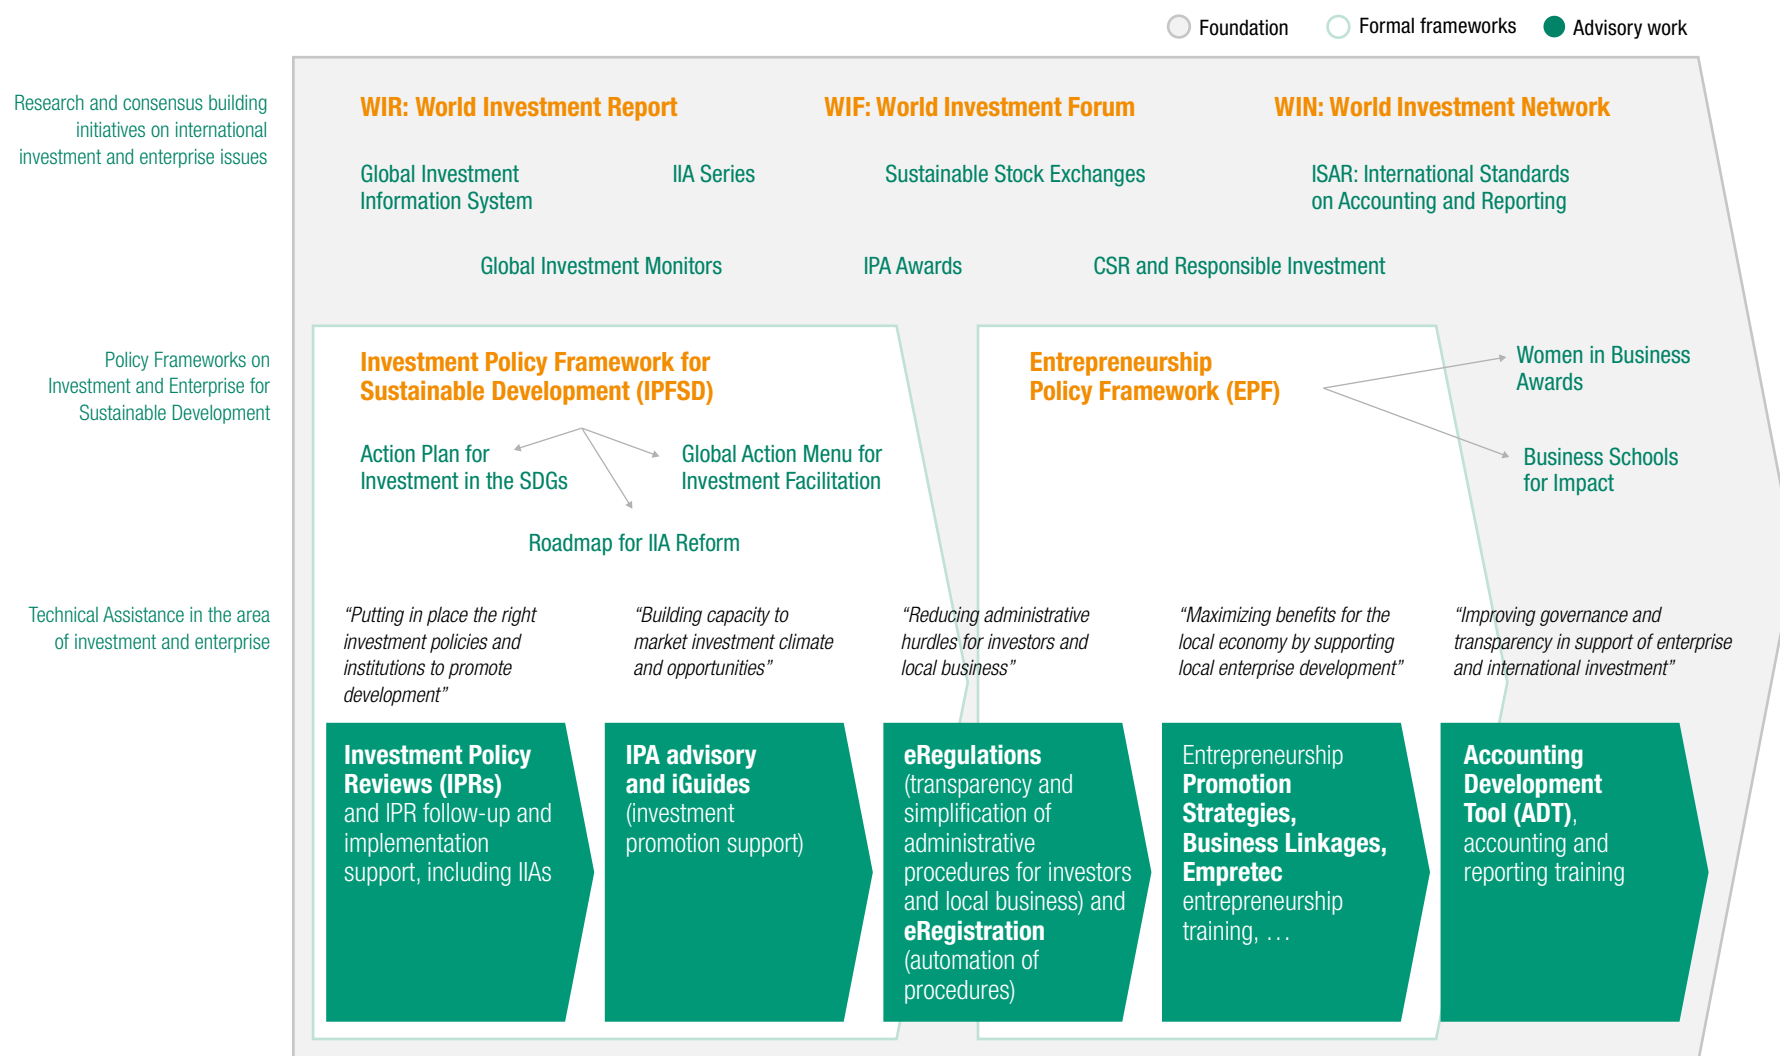 Foundation
Formal frameworks
Advisory work
Research and consensus building
initiatives on international
investment and enterprise issues
WIR: World Investment Report
WIF: World Investment Forum
WIN: World Investment Network
Global Investment
Information System
IIA Series
Sustainable Stock Exchanges
ISAR: International Standards
on Accounting and Reporting
Global Investment Monitors
IPA Awards
CSR and Responsible Investment
Policy Frameworks on
Investment and Enterprise for
Sustainable Development
Investment Policy Framework for
Sustainable Development (IPFSD)
Action Plan for
Investment in the SDGs
Global Action Menu for
Investment Facilitation
Roadmap for IIA Reform
Entrepreneurship
Policy Framework (EPF)
Women in Business
Awards
Business Schools
for Impact
Technical Assistance in the area
of investment and enterprise
“Putting in place the right
investment policies and
institutions to promote
development”
“Building capacity to
market investment climate
and opportunities”
“Reducing administrative
hurdles for investors and
local business”
“Maximizing benefits for the
local economy by supporting
local enterprise development”
“Improving governance and
transparency in support of enterprise
and international investment”
Investment Policy
Reviews (IPRs)
and IPR follow-up and
implementation
support, including IIAs
IPA advisory
and iGuides
(investment
promotion support)
eRegulations
(transparency and
simplification of
administrative
procedures for investors
and local business) and
eRegistration
(automation of
procedures)
Entrepreneurship
Promotion
Strategies,
Business Linkages,
Empretec
entrepreneurship
training, …
Accounting
Development
Tool (ADT),
accounting and
reporting training